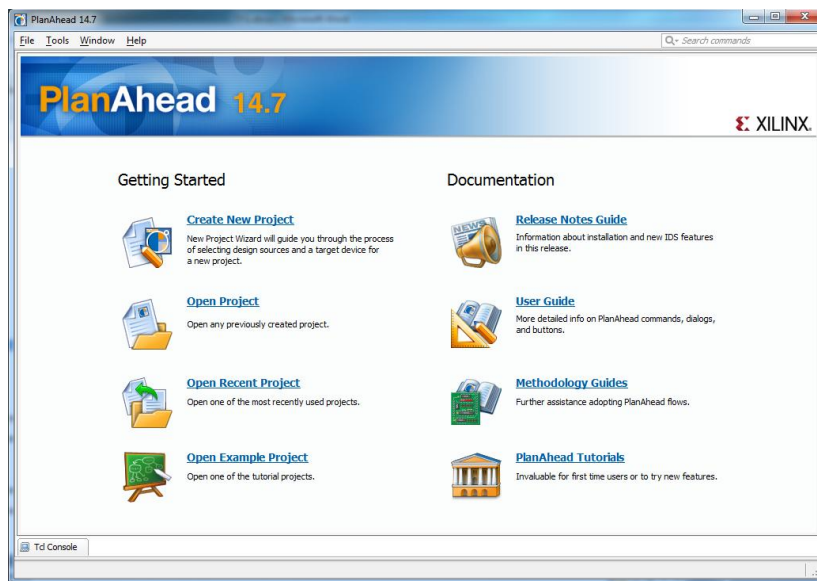 PlanAhead 14.7
File Tools Window Help
Search commands
PlanAhead 14.7
XILINX.
Getting Started
Create New Project
New Project Wizard will guide you through the process
of selecting design sources and a target device for
a new project.
Open Project
Open any previously created project.
Open Recent Project
Open one of the most recently used projects.
Open Example Project
Open one of the tutorial projects.
Documentation
NEWS
Release Notes Guide
Information about installation and new IDS features
in this release.
User Guide
More detailed info on PlanAhead commands, dialogs,
and buttons.
Methodology Guides
Further assistance adopting PlanAhead flows.
PlanAhead Tutorials
Invaluable for first time users or to try new features.
Tcl Console